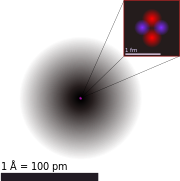 1 fm
1 Å = 100 pm